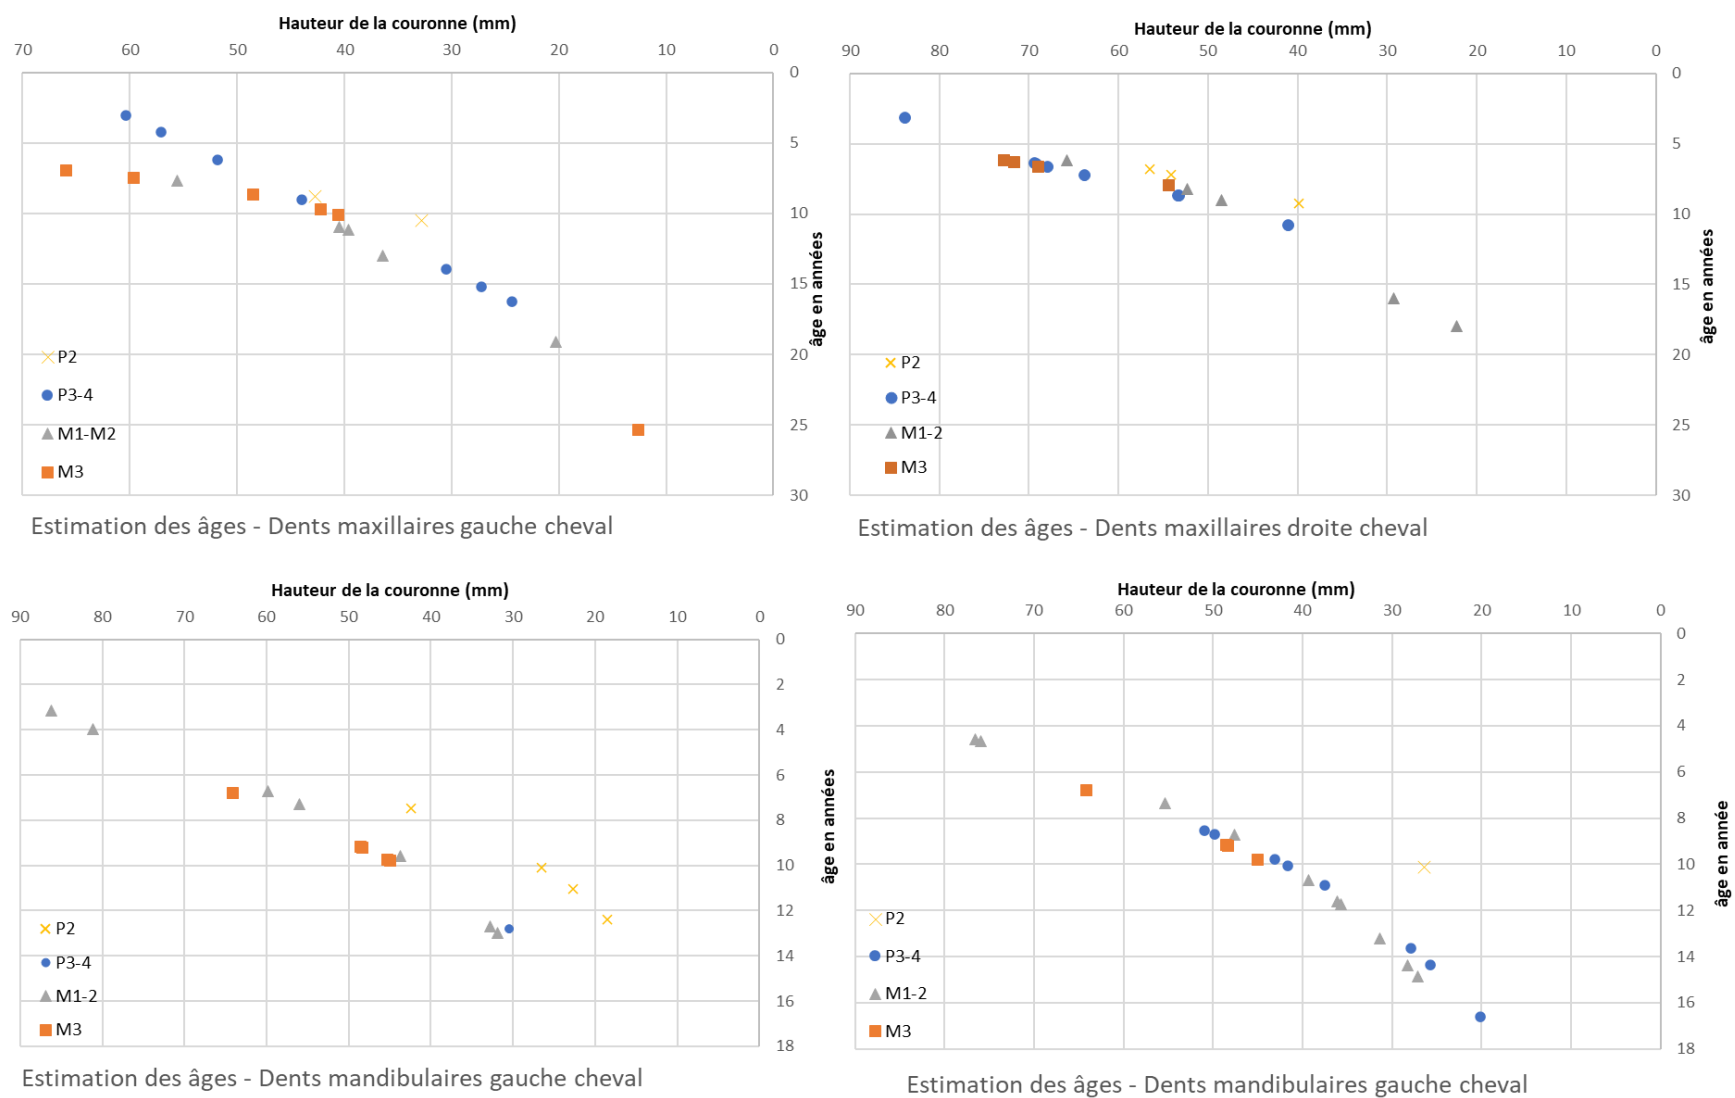 Hauteur de la couronne (mm)
70 60 50 40 30 20 10 0
0
5
10
15
20
25
30
âge en années
P2
P3-4
M1-M2
M3
Estimation des âges - Dents maxillaires gauche cheval
Hauteur de la couronne (mm)
90 80 70 60 50 40 30 20 10 0
0
5
10
15
20
25
30
âge en années
P2
P3-4
M1-2
M3
Estimation des âges - Dents maxillaires droite cheval
Hauteur de la couronne (mm)
90 80 70 60 50 40 30 20 10 0
0
2
4
6
8
10
12
14
16
18
âge en années
P2
P3-4
M1-2
M3
Estimation des âges - Dents mandibulaires gauche cheval
Hauteur de la couronne (mm)
90 80 70 60 50 40 30 20 10 0
0
2
4
6
8
10
12
14
16
18
âge en année
P2
P3-4
M1-2
M3
Estimation des âges - Dents mandibulaires gauche cheval